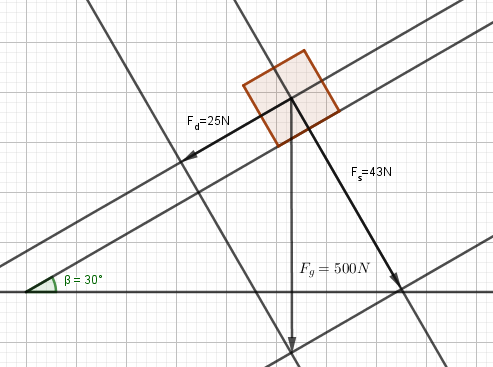 F_d=25N
F_s=43N
F_g = 500N
β = 30°